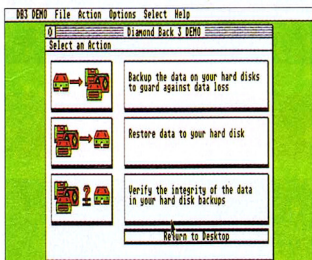 DB3 DEMO File Action Options Select Help
Diamond Back 3 DEMO
Select an Action
Backup the data on your hard disks
to guard against data loss
Restore data to your hard disk
Verify the integrity of the data
in your hard disk backups
Return to Desktop